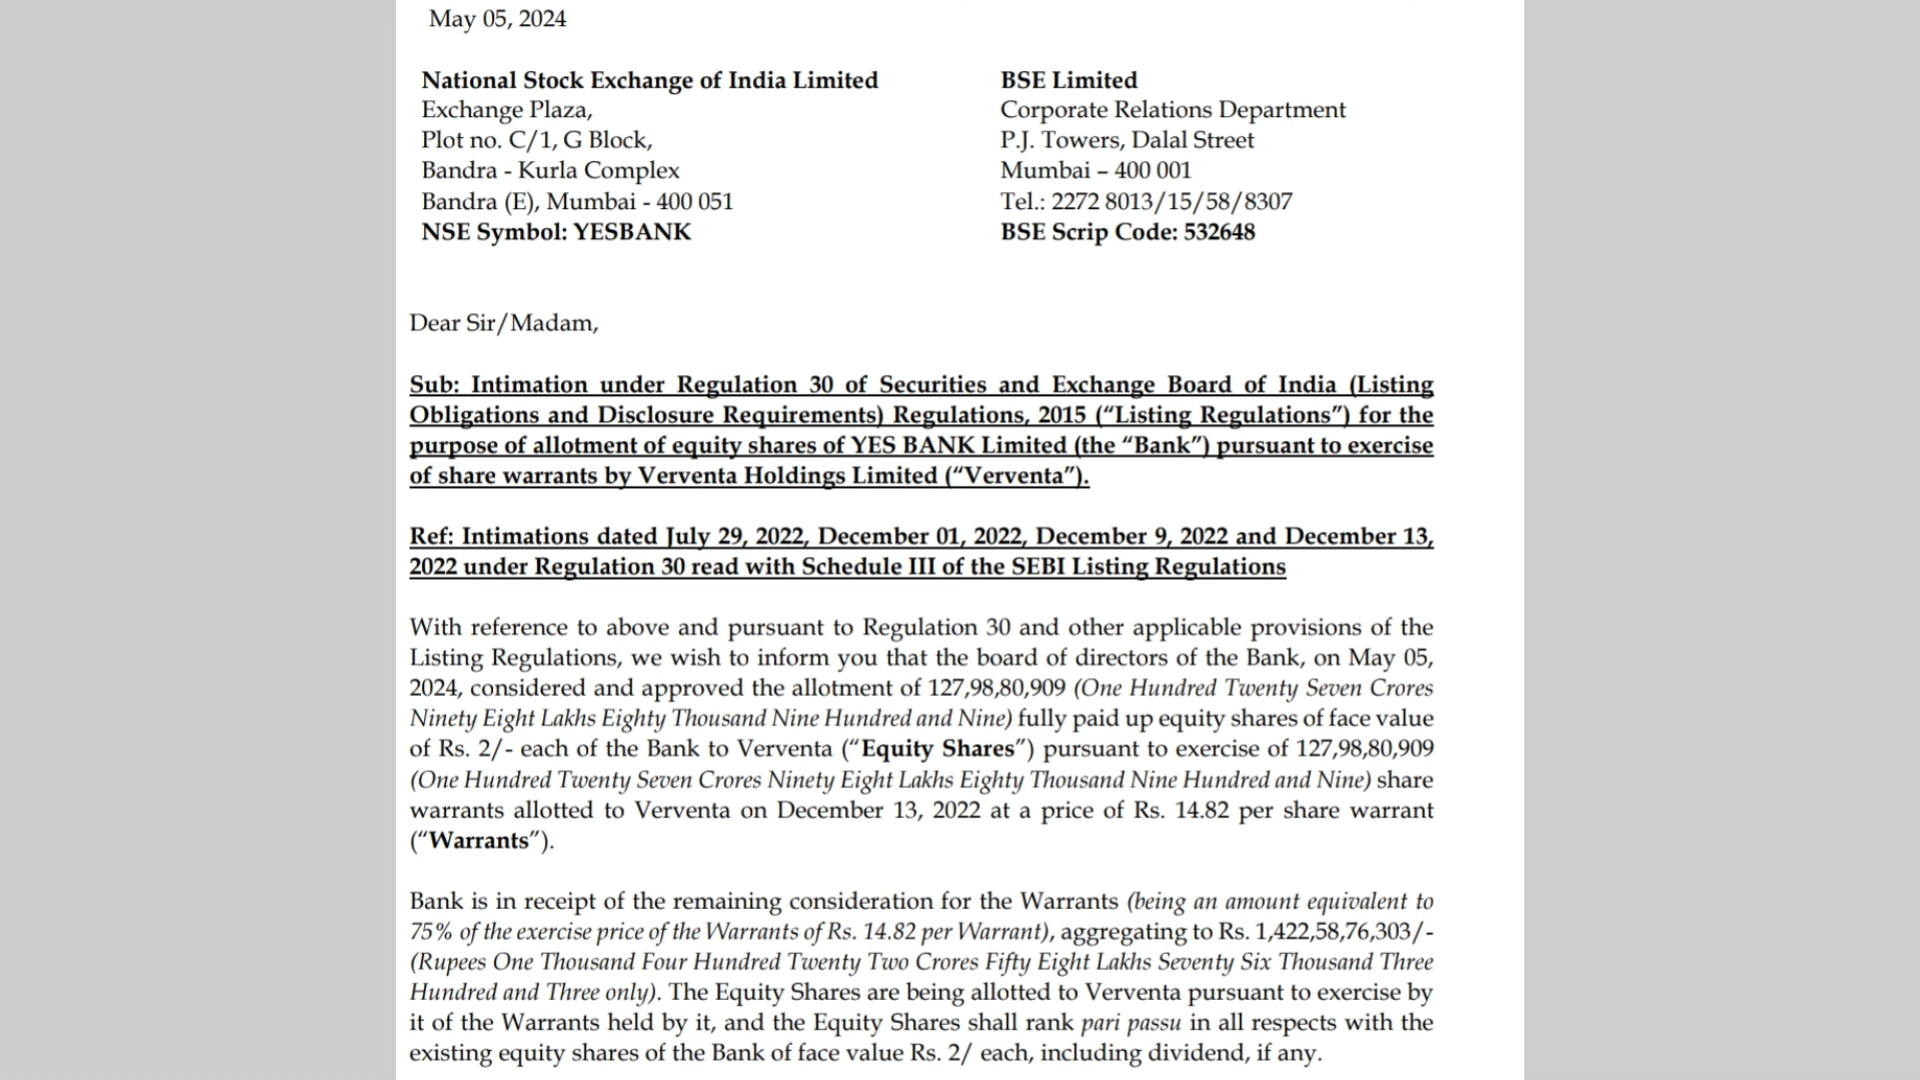 May 05, 2024
National Stock Exchange of India Limited
Exchange Plaza,
Plot no. C/1, G Block,
Bandra - Kurla Complex
Bandra (E), Mumbai - 400 051
NSE Symbol: YESBANK
BSE Limited
Corporate Relations Department
P.J. Towers, Dalal Street
Mumbai – 400 001
Tel.: 2272 8013/15/58/8307
BSE Scrip Code: 532648
Dear Sir/Madam,
Sub: Intimation under Regulation 30 of Securities and Exchange Board of India (Listing
Obligations and Disclosure Requirements) Regulations, 2015 (“Listing Regulations”) for the
purpose of allotment of equity shares of YES BANK Limited (the “Bank”) pursuant to exercise
of share warrants by Verventa Holdings Limited (“Verventa”).
Ref: Intimations dated July 29, 2022, December 01, 2022, December 9, 2022 and December 13,
2022 under Regulation 30 read with Schedule III of the SEBI Listing Regulations
With reference to above and pursuant to Regulation 30 and other applicable provisions of the
Listing Regulations, we wish to inform you that the board of directors of the Bank, on May 05,
2024, considered and approved the allotment of 127,98,80,909 (One Hundred Twenty Seven Crores
Ninety Eight Lakhs Eighty Thousand Nine Hundred and Nine) fully paid up equity shares of face value
of Rs. 2/- each of the Bank to Verventa (“Equity Shares”) pursuant to exercise of 127,98,80,909
(One Hundred Twenty Seven Crores Ninety Eight Lakhs Eighty Thousand Nine Hundred and Nine) share
warrants allotted to Verventa on December 13, 2022 at a price of Rs. 14.82 per share warrant
(“Warrants”).
Bank is in receipt of the remaining consideration for the Warrants (being an amount equivalent to
75% of the exercise price of the Warrants of Rs. 14.82 per Warrant), aggregating to Rs. 1,422,58,76,303/-
(Rupees One Thousand Four Hundred Twenty Two Crores Fifty Eight Lakhs Seventy Six Thousand Three
Hundred and Three only). The Equity Shares are being allotted to Verventa pursuant to exercise by
it of the Warrants held by it, and the Equity Shares shall rank pari passu in all respects with the
existing equity shares of the Bank of face value Rs. 2/ each, including dividend, if any.